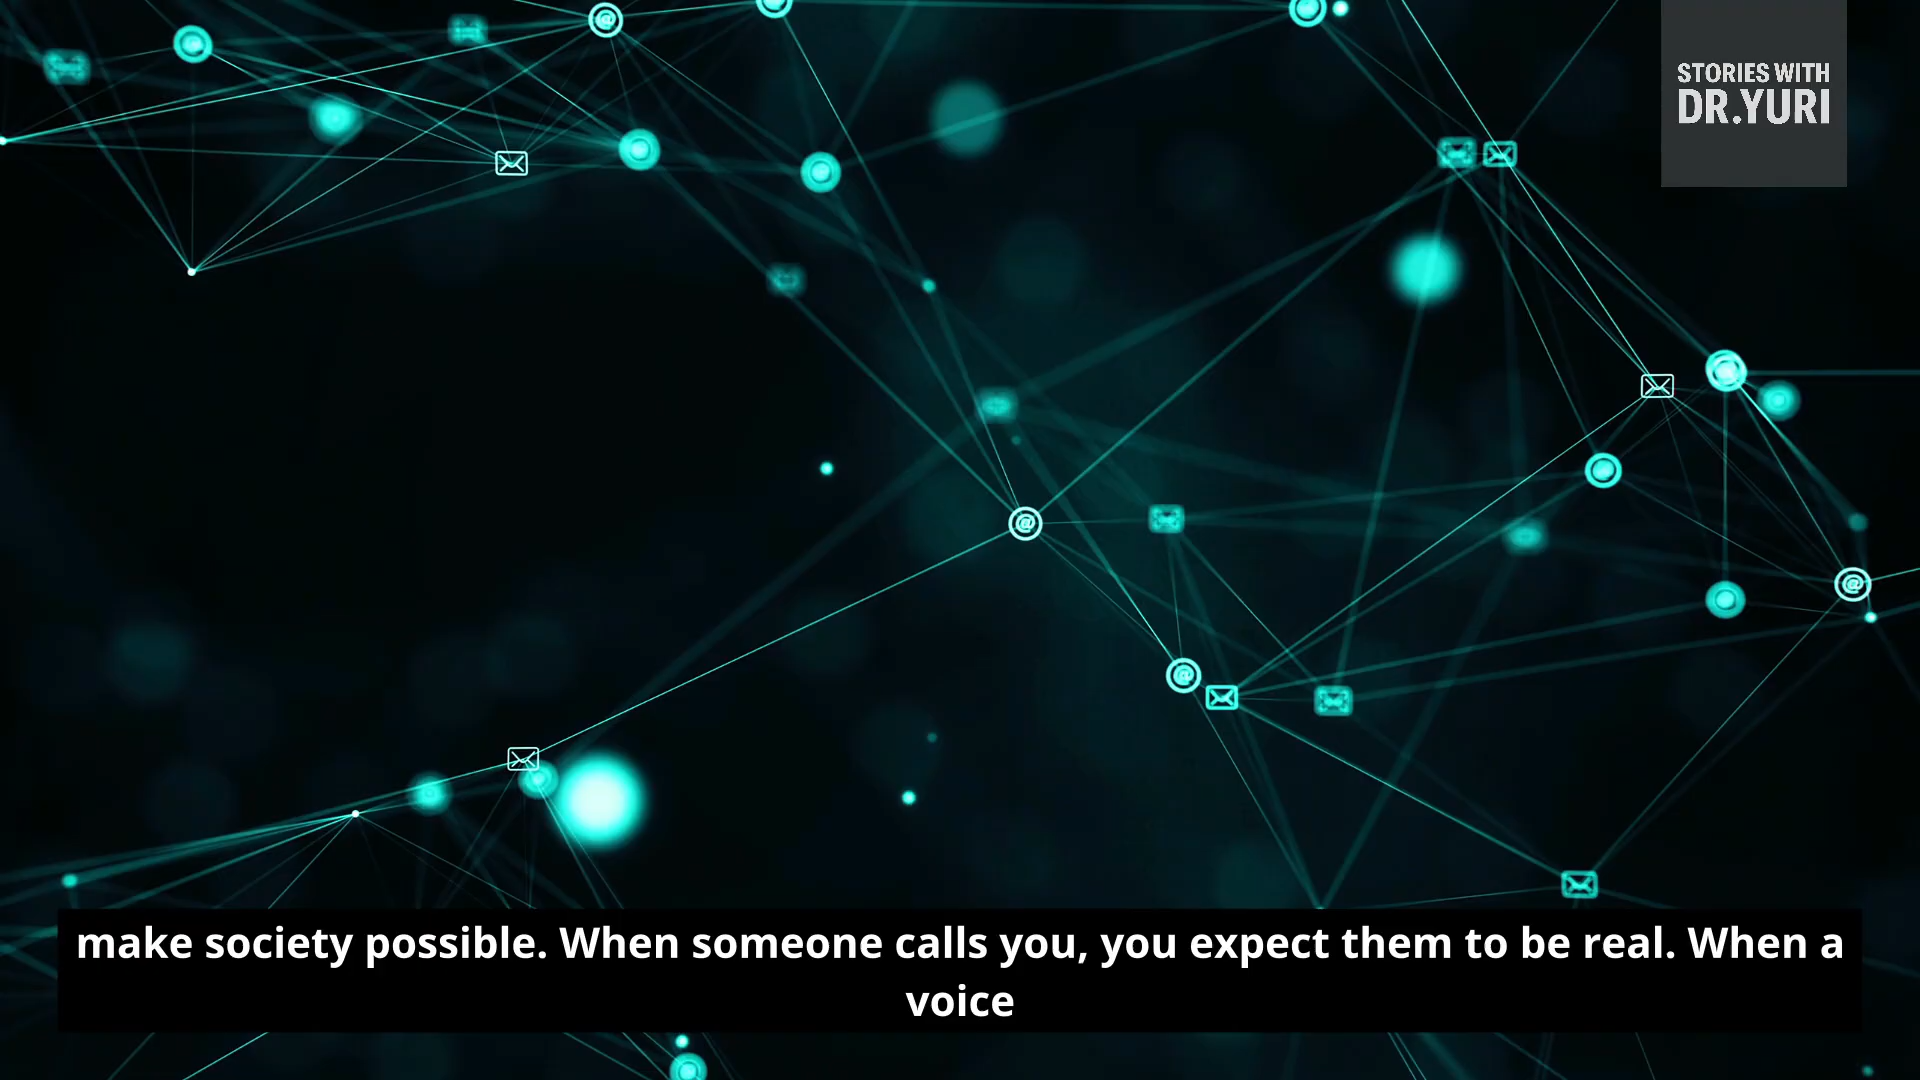 STORIES WITH
DR.YURI
make society possible. When someone calls you, you expect them to be real. When a
voice